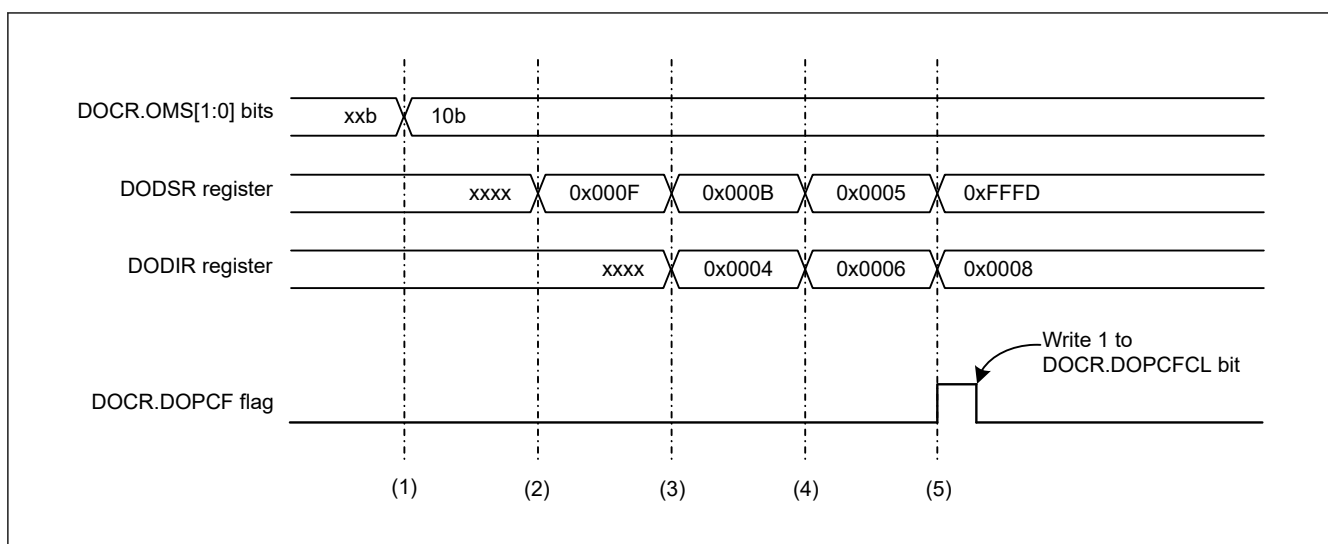 DOCR.OMS[1:0] bits xxb 10b
DODSR register xxxx 0x000F 0x000B 0x0005 0xFFFD
DODIR register xxxx 0x0004 0x0006 0x0008
Write 1 to
DOCR.DOPCFCL bit
DOCR.DOPCF flag
(1) (2) (3) (4) (5)